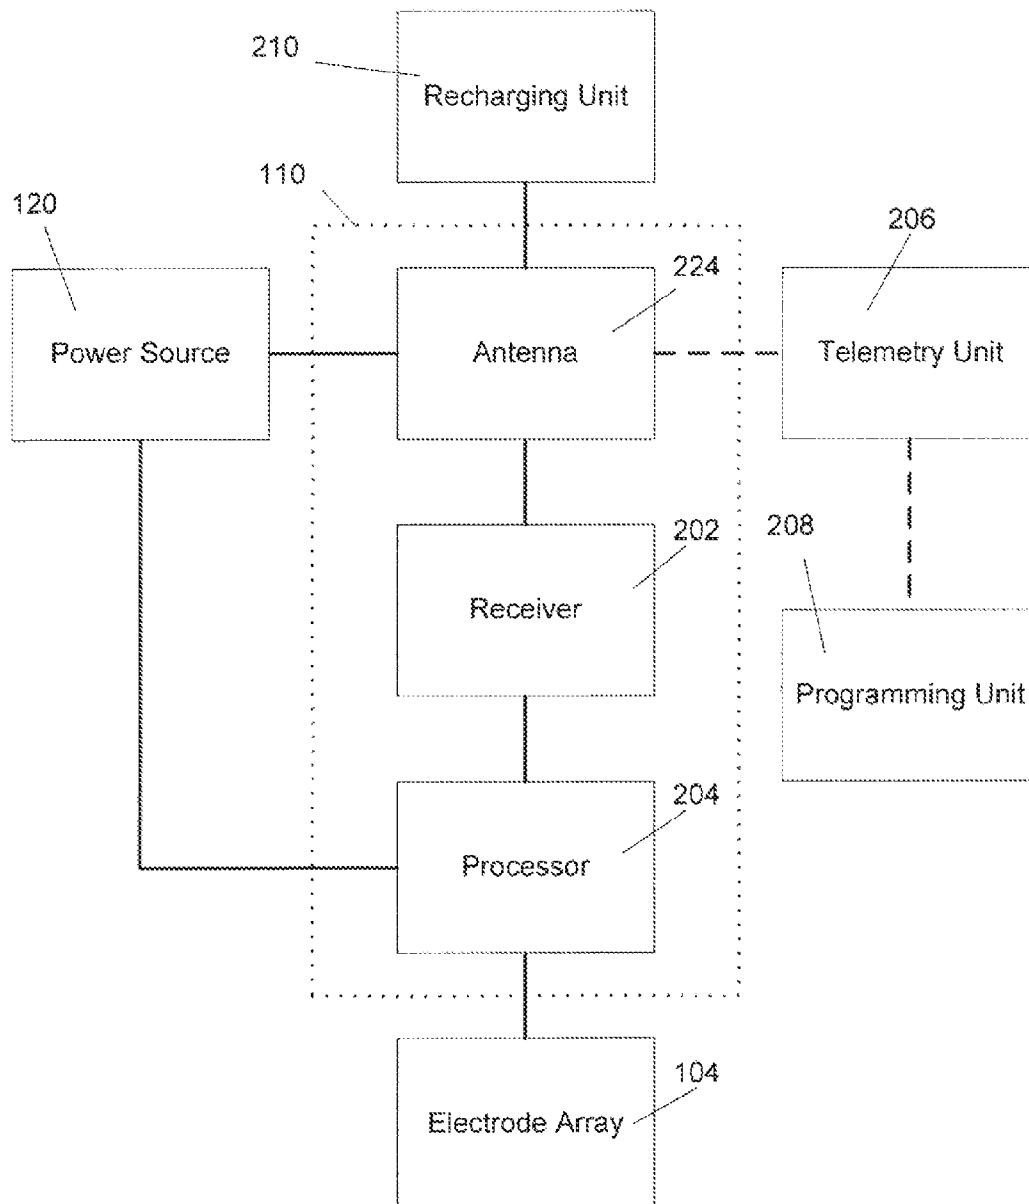 210
Recharging Unit
110
120
206
224
Power Source
Antenna
Telemetry Unit
202
208
Receiver
Programming Unit
204
Processor
104
Electrode Array